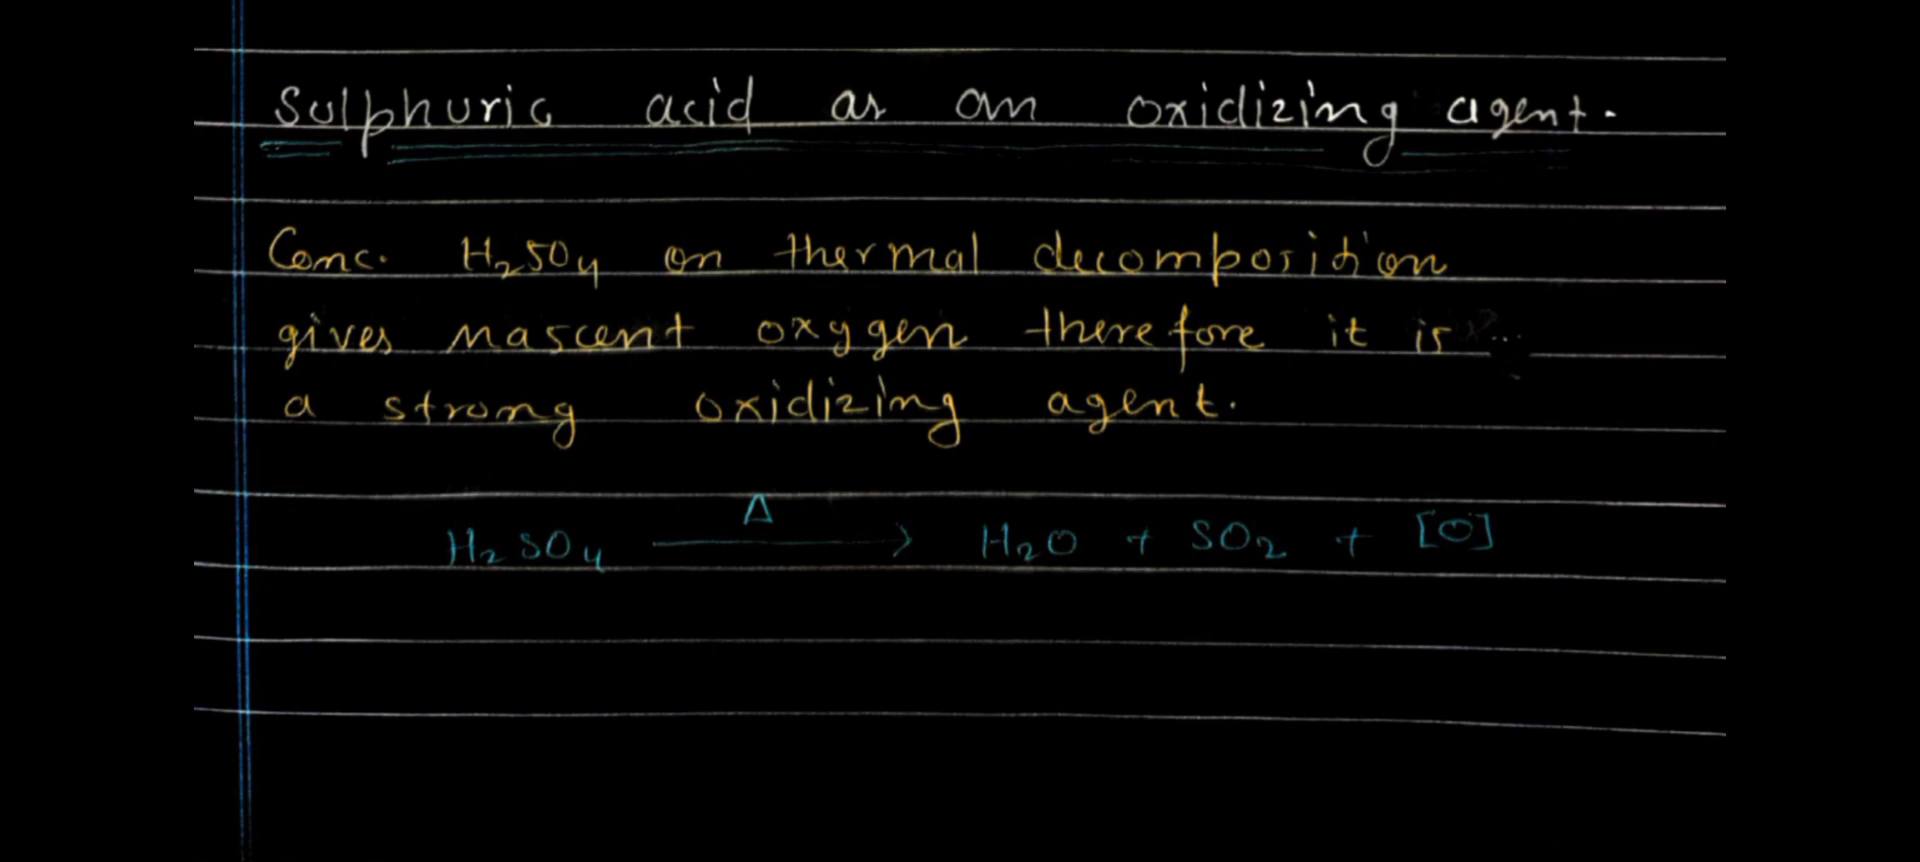 Sulphuric acid as an oxidizing agent.
Conc. H₂SO₄ on thermal decomposition
gives nascent oxygen therefore it is
a strong oxidizing agent.
H₂SO₄ —Δ→ H₂O + SO₂ + [O]